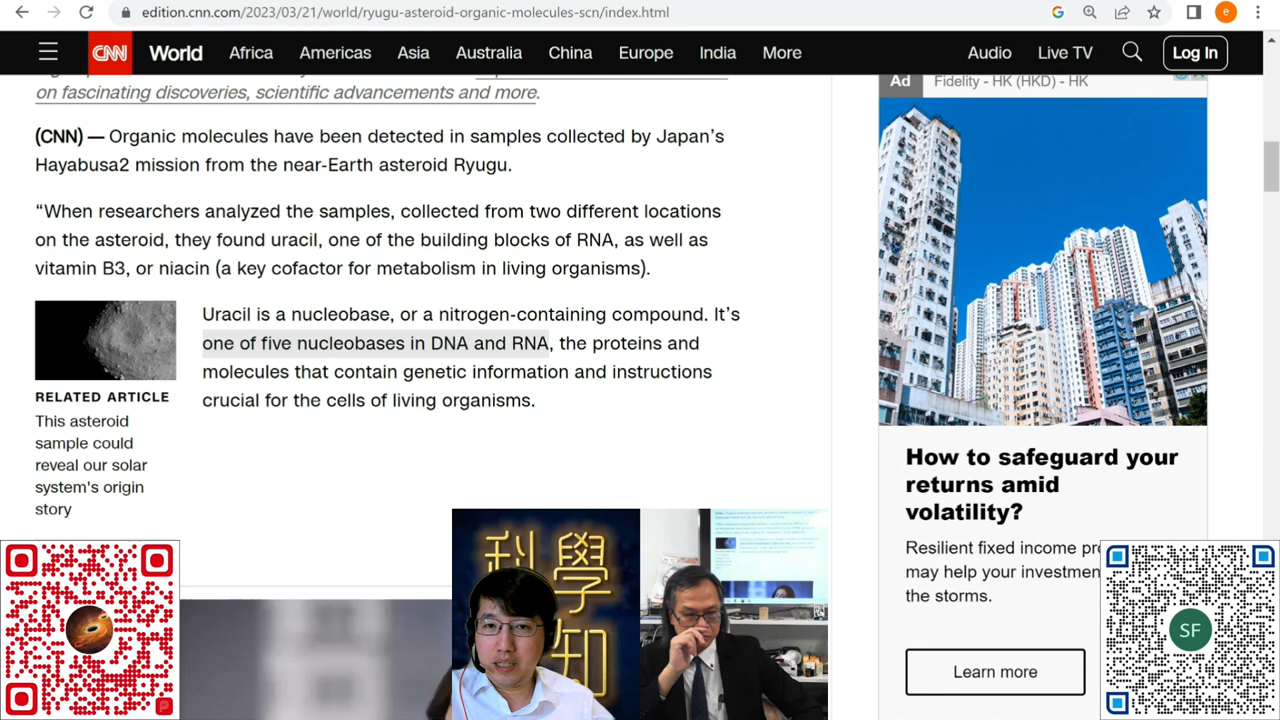 edition.cnn.com/2023/03/21/world/ryugu-asteroid-organic-molecules-scn/index.html
e
CNN World Africa Americas Asia Australia China Europe India More Audio Live TV Log In
on fascinating discoveries, scientific advancements and more.
(CNN) — Organic molecules have been detected in samples collected by Japan's
Hayabusa2 mission from the near-Earth asteroid Ryugu.
“When researchers analyzed the samples, collected from two different locations
on the asteroid, they found uracil, one of the building blocks of RNA, as well as
vitamin B3, or niacin (a key cofactor for metabolism in living organisms).
Uracil is a nucleobase, or a nitrogen-containing compound. It's
one of five nucleobases in DNA and RNA, the proteins and
molecules that contain genetic information and instructions
crucial for the cells of living organisms.
RELATED ARTICLE
This asteroid
sample could
reveal our solar
system's origin
story
Ad Fidelity - HK (HKD) - HK
How to safeguard your
returns amid
volatility?
Resilient fixed income
may help your
the storms.
Learn more
學
知
SF